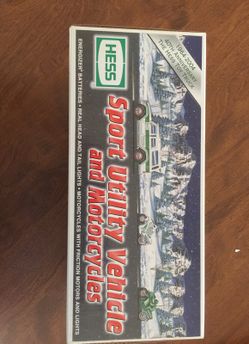 HESS
Sport Utility Vehicle
and Motorcycles
ENERGIZER® BATTERIES • REAL HEAD AND TAIL LIGHTS • MOTORCYCLES WITH FRICTION MOTORS AND LIGHTS